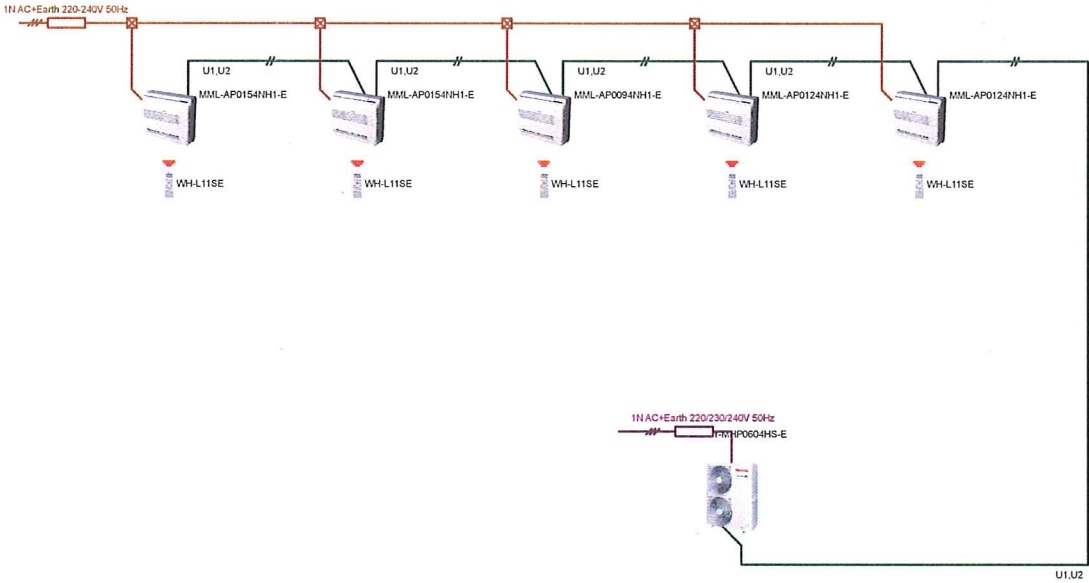 1N AC+Earth 220-240V 50Hz
U1,U2
U1,U2
U1,U2
U1,U2
MML-AP0154NH1-E
MML-AP0154NH1-E
MML-AP0094NH1-E
MML-AP0124NH1-E
MML-AP0124NH1-E
WH-L11SE
WH-L11SE
WH-L11SE
WH-L11SE
WH-L11SE
1N AC+Earth 220/230/240V 50Hz
-MHP0604HS-E
U1,U2